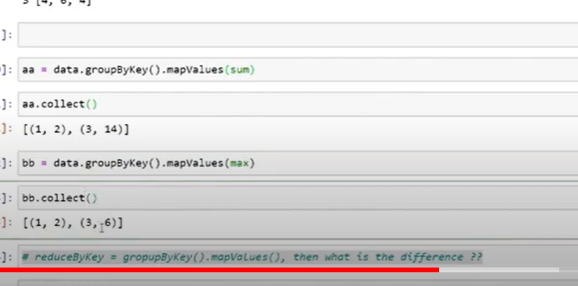 3 [4, 6, 4]
]:
]: aa = data.groupByKey().mapValues(sum)
]: aa.collect()
]: [(1, 2), (3, 14)]
]: bb = data.groupByKey().mapValues(max)
]: bb.collect()
]: [(1, 2), (3, 6)]
]: # reduceByKey = gropupByKey().mapValues(), then what is the difference ??